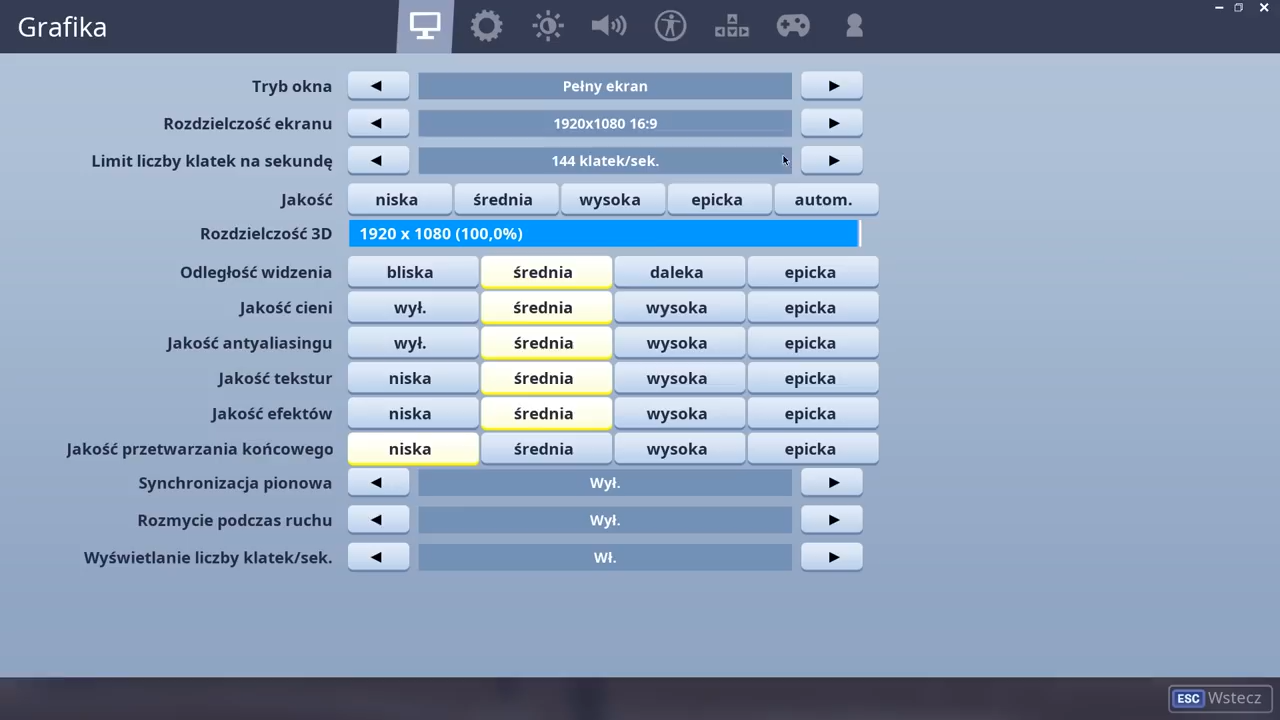 Grafika
Tryb okna Pełny ekran
Rozdzielczość ekranu 1920x1080 16:9
Limit liczby klatek na sekundę 144 klatek/sek.
Jakość niska średnia wysoka epicka autom.
Rozdzielczość 3D 1920 x 1080 (100,0%)
Odległość widzenia bliska średnia daleka epicka
Jakość cieni wył. średnia wysoka epicka
Jakość antyaliasingu wył. średnia wysoka epicka
Jakość tekstur niska średnia wysoka epicka
Jakość efektów niska średnia wysoka epicka
Jakość przetwarzania końcowego niska średnia wysoka epicka
Synchronizacja pionowa Wył.
Rozmycie podczas ruchu Wył.
Wyświetlanie liczby klatek/sek. Wł.
ESC Wstecz